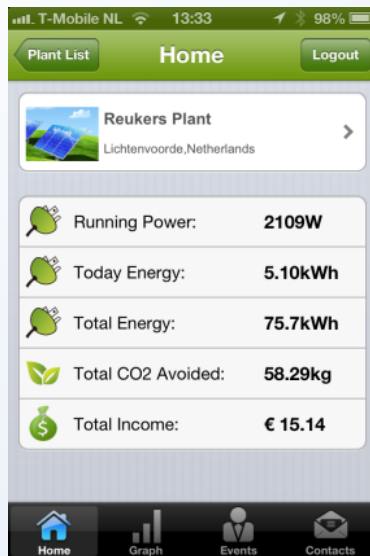 T-Mobile NL 13:33 98%
Plant List Home Logout
Reukers Plant
Lichtenvoorde,Netherlands
Running Power: 2109W
Today Energy: 5.10kWh
Total Energy: 75.7kWh
Total CO2 Avoided: 58.29kg
$ Total Income: € 15.14
Home Graph Events Contacts